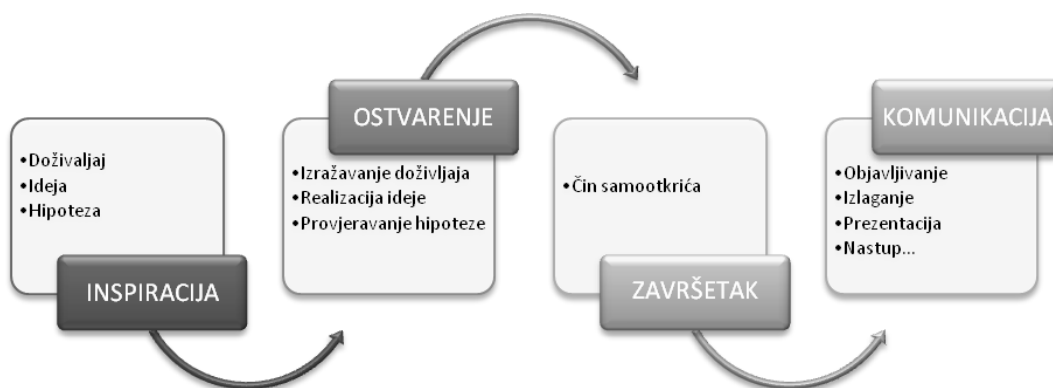 •Doživaljaj
•Ideja
•Hipoteza
INSPIRACIJA
OSTVARENJE
•Izražavanje doživljaja
•Realizacija ideje
•Provjeravanje hipoteze
•Čin samootkrića
ZAVRŠETAK
KOMUNIKACIJA
•Objavljivanje
•Izlaganje
•Prezentacija
•Nastup...